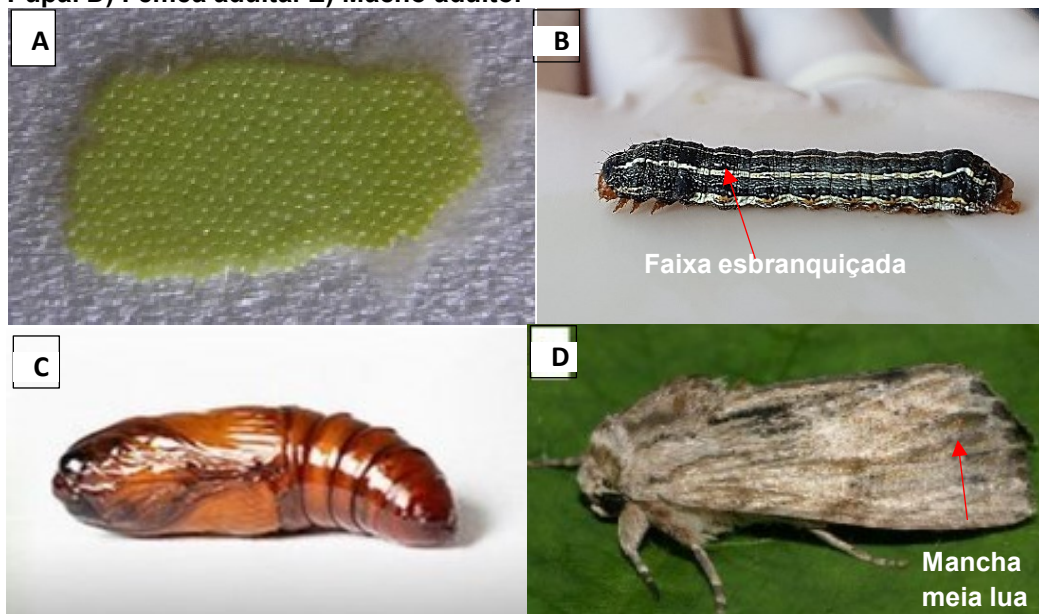 Pupa. D) Fêmea adulta. E) Macho adulto.
A
B
Faixa esbranquiçada
C
D
Mancha
meia lua